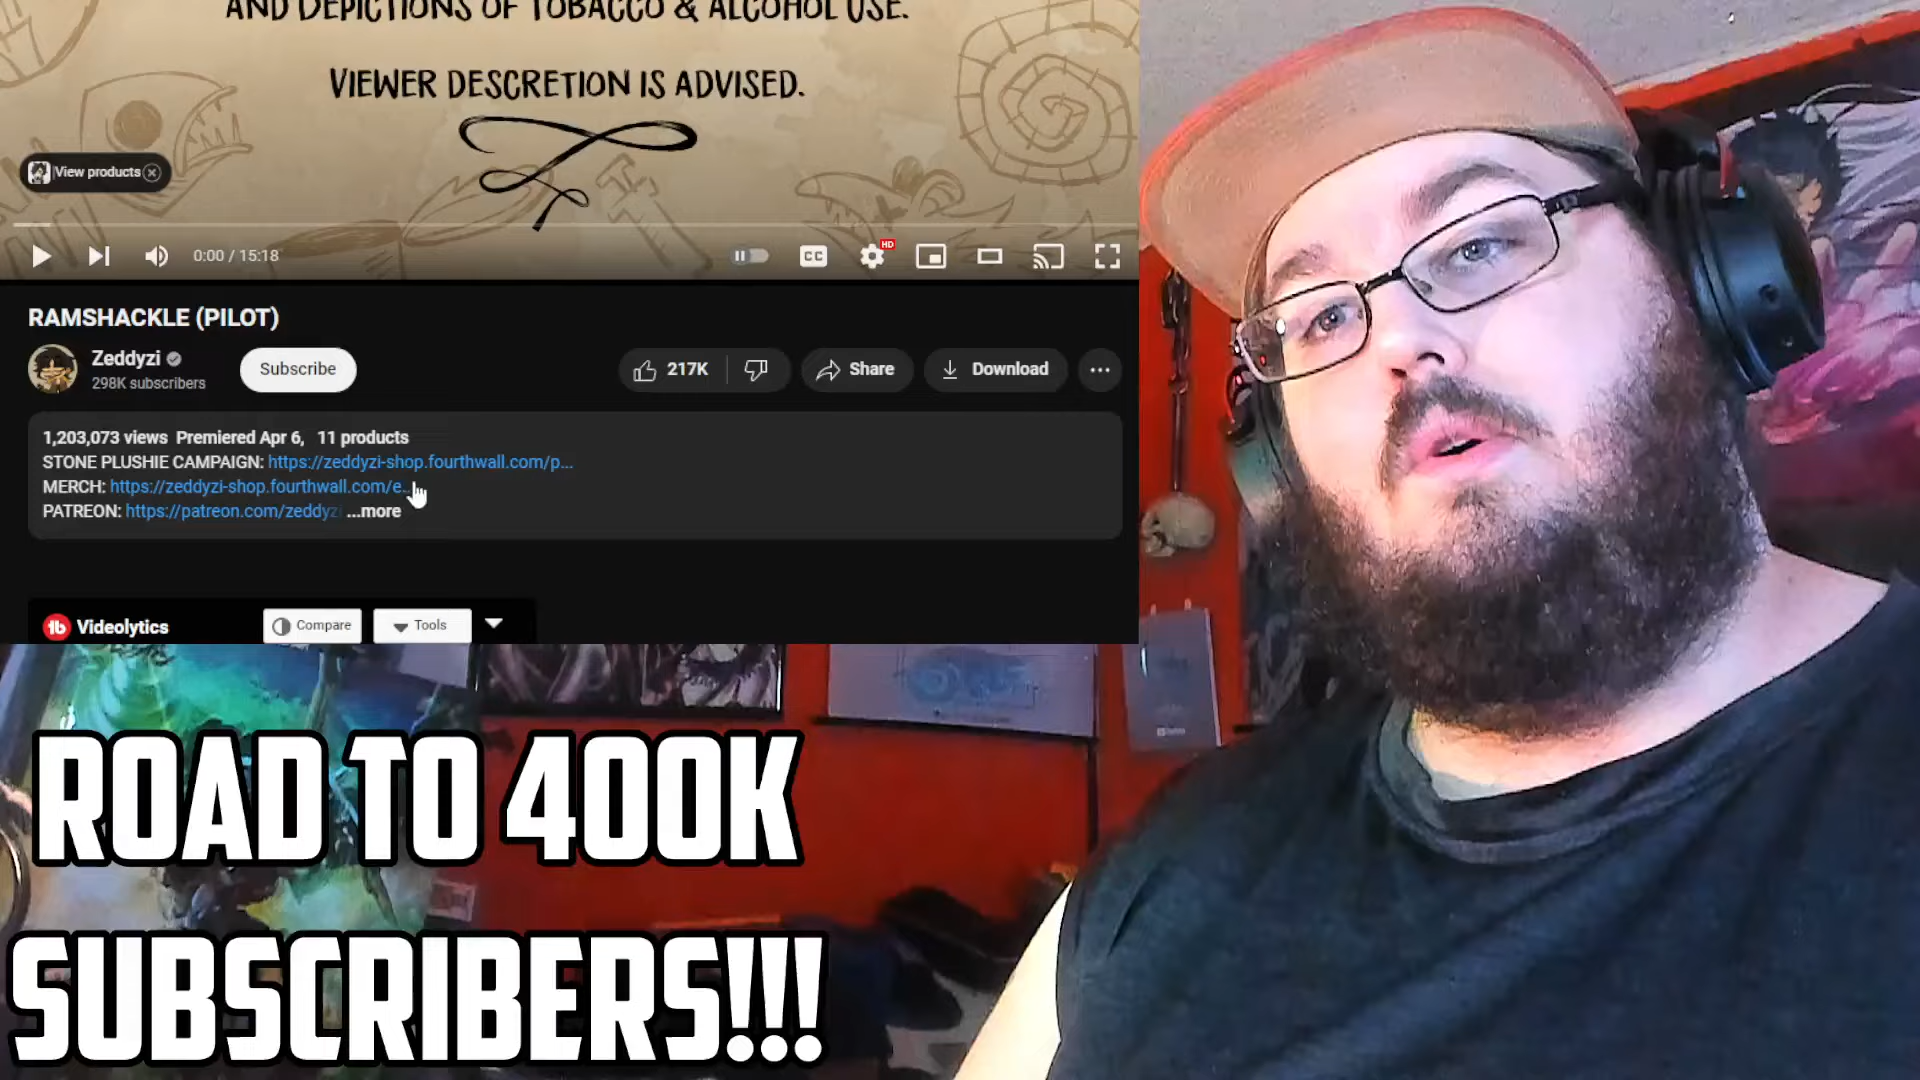 AND DEPICTIONS OF TOBACCO & ALCOHOL USE.
VIEWER DESCRETION IS ADVISED.
View products
0:00 / 15:18
CC
HD
RAMSHACKLE (PILOT)
Zeddyzi
298K subscribers
Subscribe
217K
Share
Download
1,203,073 views Premiered Apr 6, 11 products
STONE PLUSHIE CAMPAIGN: https://zeddyzi-shop.fourthwall.com/p...
MERCH: https://zeddyzi-shop.fourthwall.com/e...
PATREON: https://patreon.com/zeddyzi ...more
Videolytics
Compare
Tools
ROAD TO 400K
SUBSCRIBERS!!!